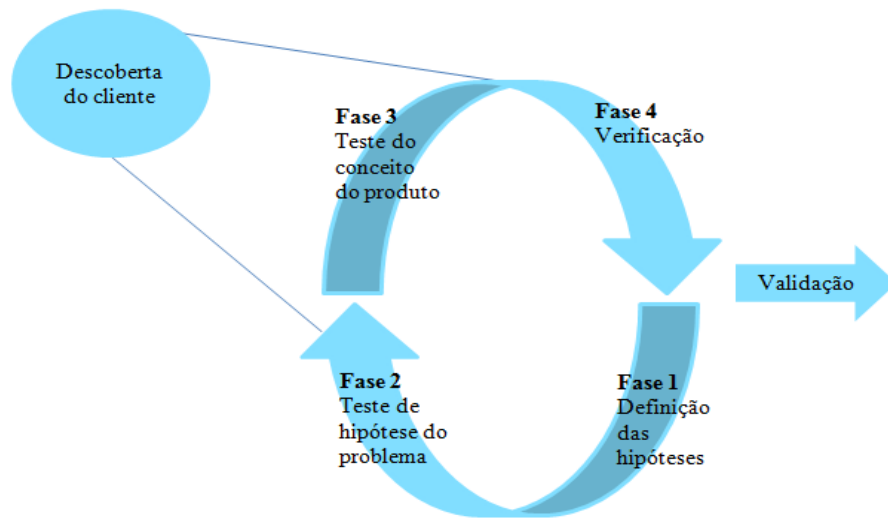 Descoberta
do cliente
Fase 3
Teste do
conceito
do produto
Fase 4
Verificação
Validação
Fase 2
Teste de
hipótese do
problema
Fase 1
Definição
das
hipóteses